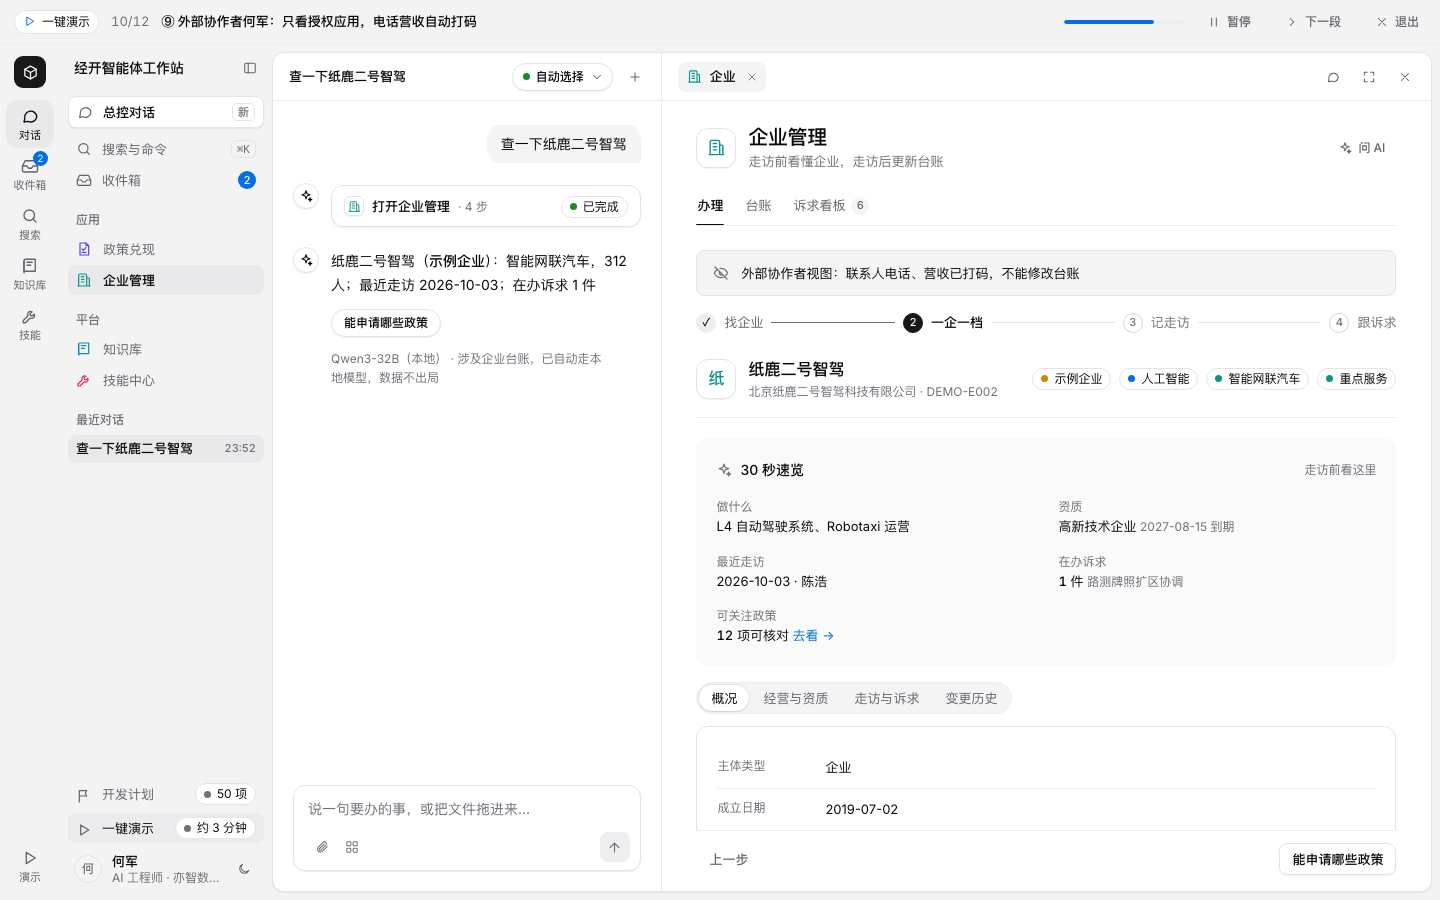 一键演示
10/12
⑨ 外部协作者何军：只看授权应用，电话营收自动打码
暂停
下一段
退出
对话
2
收件箱
搜索
知识库
技能
演示
经开智能体工作站
总控对话
新
搜索与命令
⌘K
收件箱
2
应用
政策兑现
企业管理
平台
知识库
技能中心
最近对话
查一下纸鹿二号智驾
23:52
开发计划
50 项
一键演示
约 3 分钟
何
何军
AI 工程师 · 亦智数...
查一下纸鹿二号智驾
自动选择
查一下纸鹿二号智驾
打开企业管理 · 4 步
已完成
纸鹿二号智驾（示例企业）：智能网联汽车，312
人；最近走访 2026-10-03；在办诉求 1 件
能申请哪些政策
Qwen3-32B（本地） · 涉及企业台账，已自动走本
地模型，数据不出局
说一句要办的事，或把文件拖进来...
企业
企业管理
走访前看懂企业，走访后更新台账
问 AI
办理
台账
诉求看板
6
外部协作者视图：联系人电话、营收已打码，不能修改台账
找企业
2
一企一档
3
记走访
4
跟诉求
纸
纸鹿二号智驾
北京纸鹿二号智驾科技有限公司 · DEMO-E002
示例企业
人工智能
智能网联汽车
重点服务
30 秒速览
走访前看这里
做什么
L4 自动驾驶系统、Robotaxi 运营
资质
高新技术企业 2027-08-15 到期
最近走访
2026-10-03 · 陈浩
在办诉求
1 件 路测牌照扩区协调
可关注政策
12 项可核对 去看 →
概况
经营与资质
走访与诉求
变更历史
主体类型
企业
成立日期
2019-07-02
上一步
能申请哪些政策